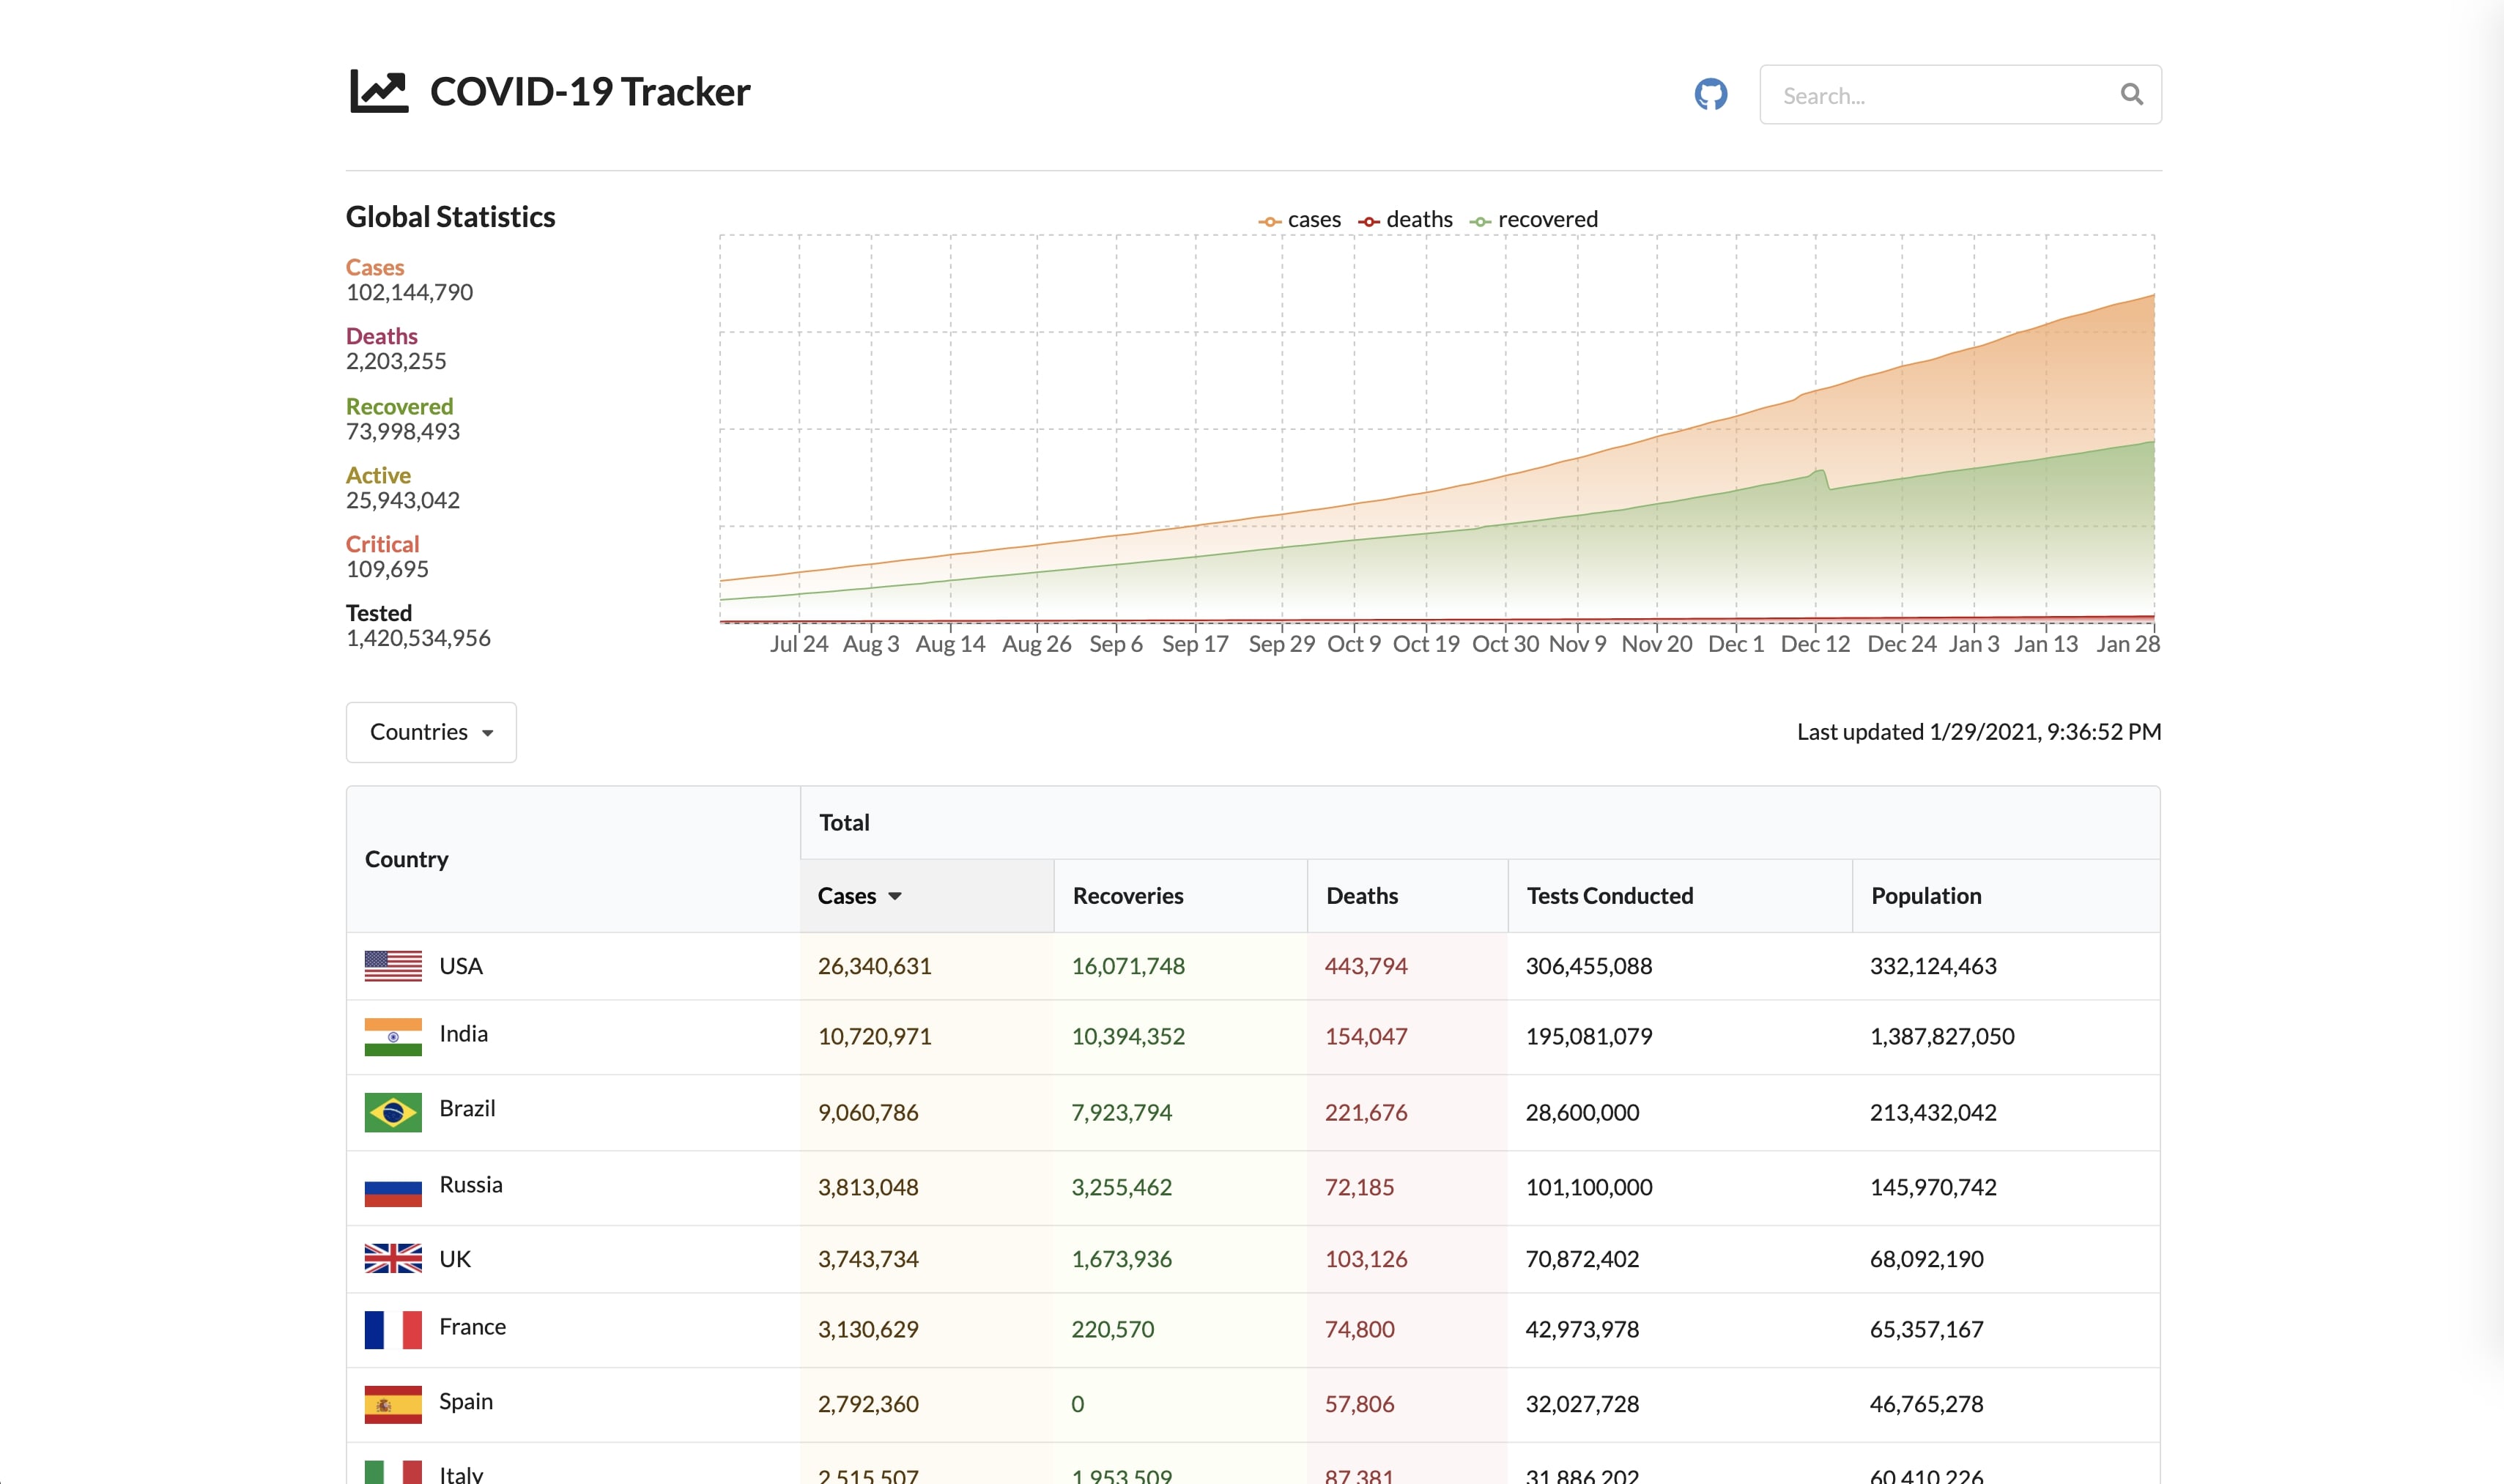 COVID-19 Tracker
Search...
Global Statistics
cases deaths recovered
Cases
102,144,790
Deaths
2,203,255
Recovered
73,998,493
Active
25,943,042
Critical
109,695
Tested
1,420,534,956
Jul 24 Aug 3 Aug 14 Aug 26 Sep 6 Sep 17 Sep 29 Oct 9 Oct 19 Oct 30 Nov 9 Nov 20 Dec 1 Dec 12 Dec 24 Jan 3 Jan 13 Jan 28
Countries
Last updated 1/29/2021, 9:36:52 PM
Country
Total
Cases Recoveries Deaths Tests Conducted Population
USA 26,340,631 16,071,748 443,794 306,455,088 332,124,463
India 10,720,971 10,394,352 154,047 195,081,079 1,387,827,050
Brazil 9,060,786 7,923,794 221,676 28,600,000 213,432,042
Russia 3,813,048 3,255,462 72,185 101,100,000 145,970,742
UK 3,743,734 1,673,936 103,126 70,872,402 68,092,190
France 3,130,629 220,570 74,800 42,973,978 65,357,167
Spain 2,792,360 0 57,806 32,027,728 46,765,278
Italy 2,515,507 1,953,509 87,381 31,886,202 60,410,226